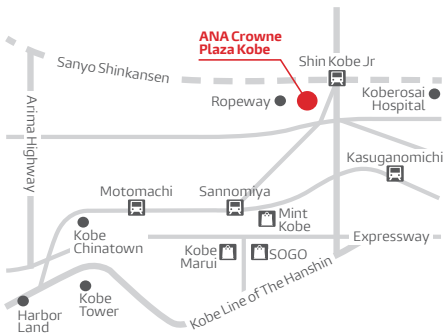 ANA Crowne
Plaza Kobe
Shin Kobe Jr
Sanyo Shinkansen
Ropeway
Koberosai
Hospital
Arima Highway
Kasuganomichi
Motomachi
Sannomiya
Mint
Kobe
Kobe
Chinatown
Expressway
Kobe
Marui
SOGO
Kobe Line of The Hanshin
Kobe
Tower
Harbor
Land